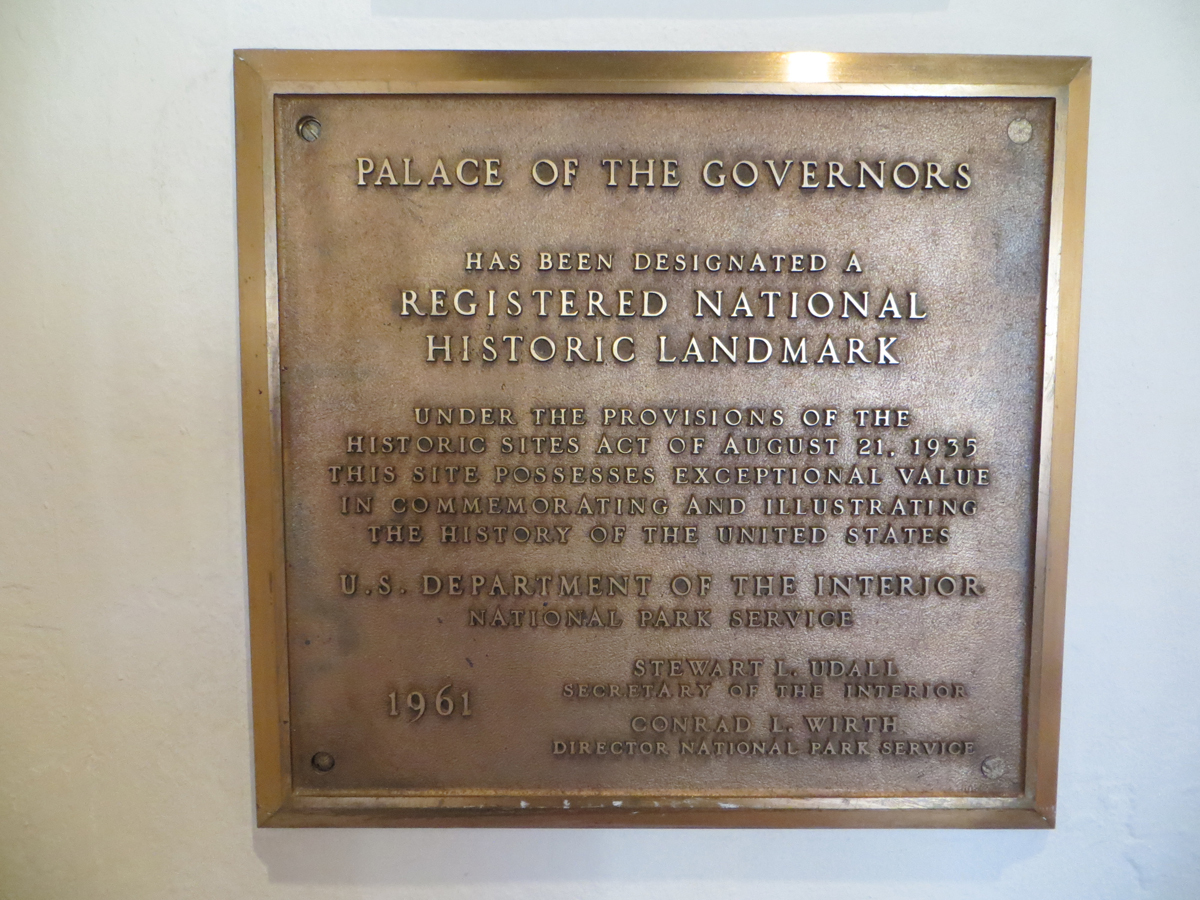 PALACE OF THE GOVERNORS
HAS BEEN DESIGNATED A
REGISTERED NATIONAL
HISTORIC LANDMARK
UNDER THE PROVISIONS OF THE
HISTORIC SITES ACT OF AUGUST 21, 1935
THIS SITE POSSESSES EXCEPTIONAL VALUE
IN COMMEMORATING AND ILLUSTRATING
THE HISTORY OF THE UNITED STATES
U.S. DEPARTMENT OF THE INTERIOR
NATIONAL PARK SERVICE
1961
STEWART L. UDALL
SECRETARY OF THE INTERIOR
CONRAD L. WIRTH
DIRECTOR NATIONAL PARK SERVICE